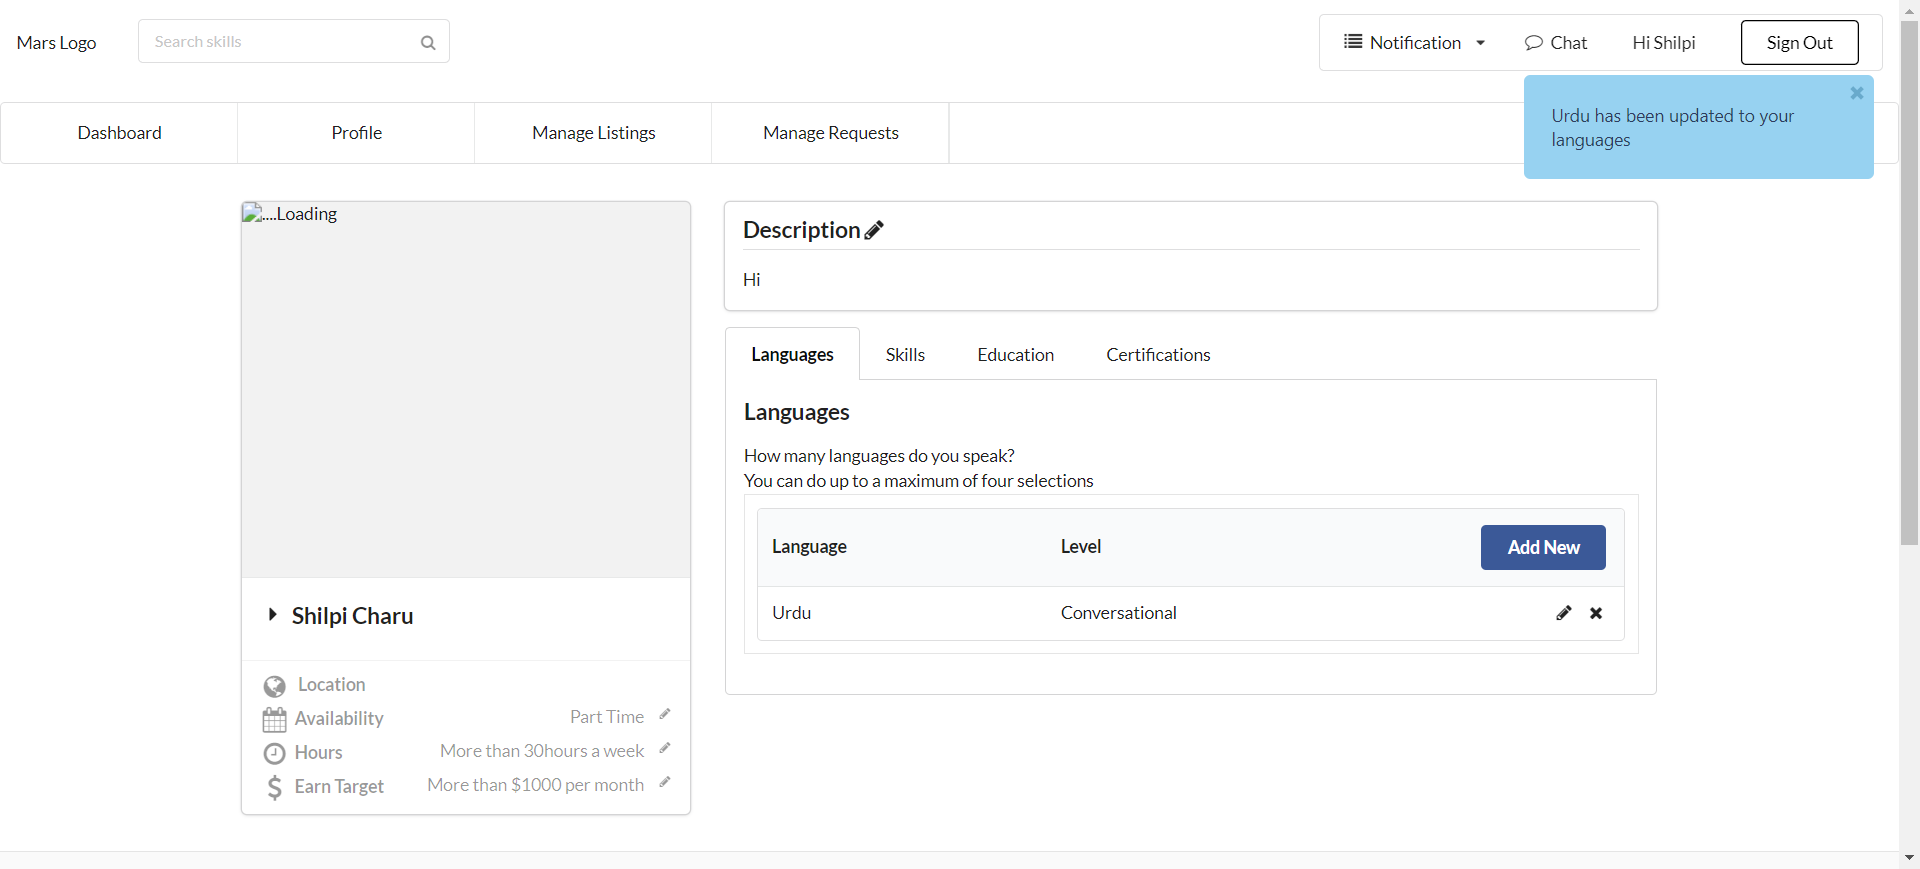 Mars Logo
Search skills
Notification
Chat
Hi Shilpi
Sign Out
Urdu has been updated to your
languages
Dashboard
Profile
Manage Listings
Manage Requests
....Loading
Shilpi Charu
Location
Availability
Part Time
Hours
More than 30hours a week
Earn Target
More than $1000 per month
Description
Hi
Languages
Skills
Education
Certifications
Languages
How many languages do you speak?
You can do up to a maximum of four selections
Language
Level
Add New
Urdu
Conversational